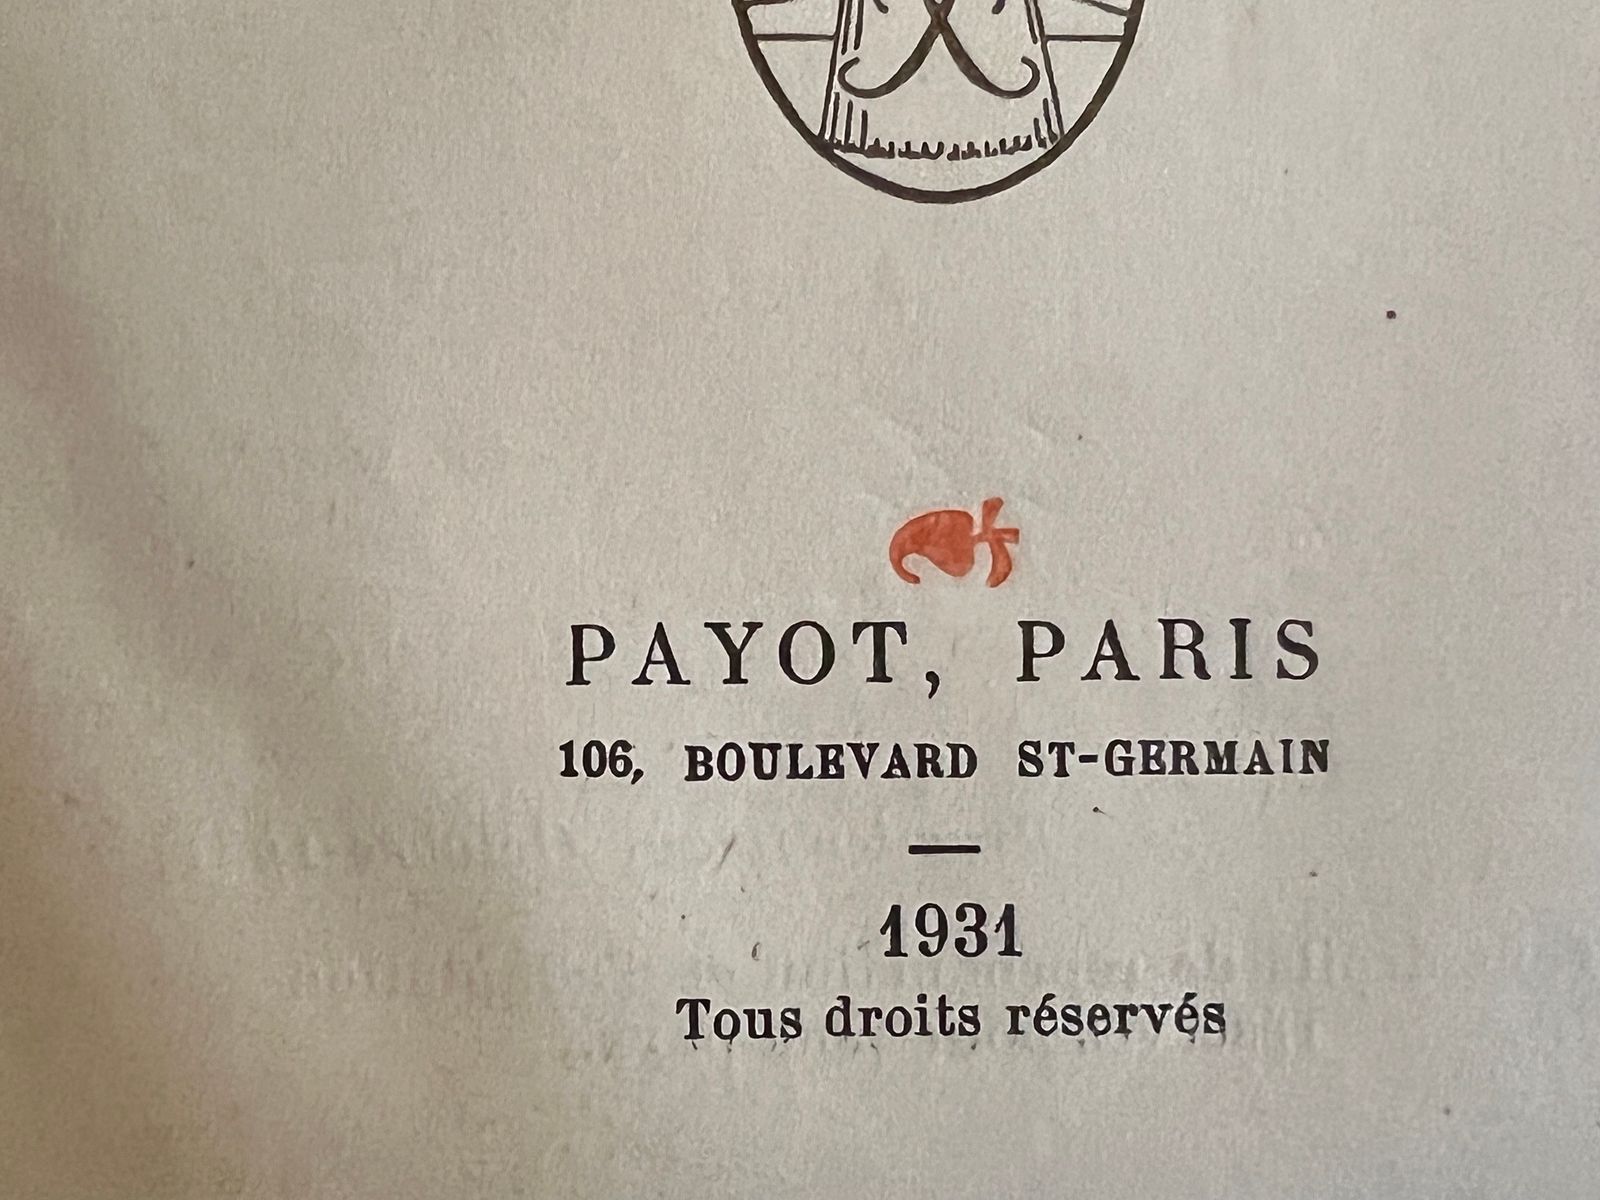 PAYOT, PARIS
106, BOULEVARD ST-GERMAIN
1931
Tous droits réservés